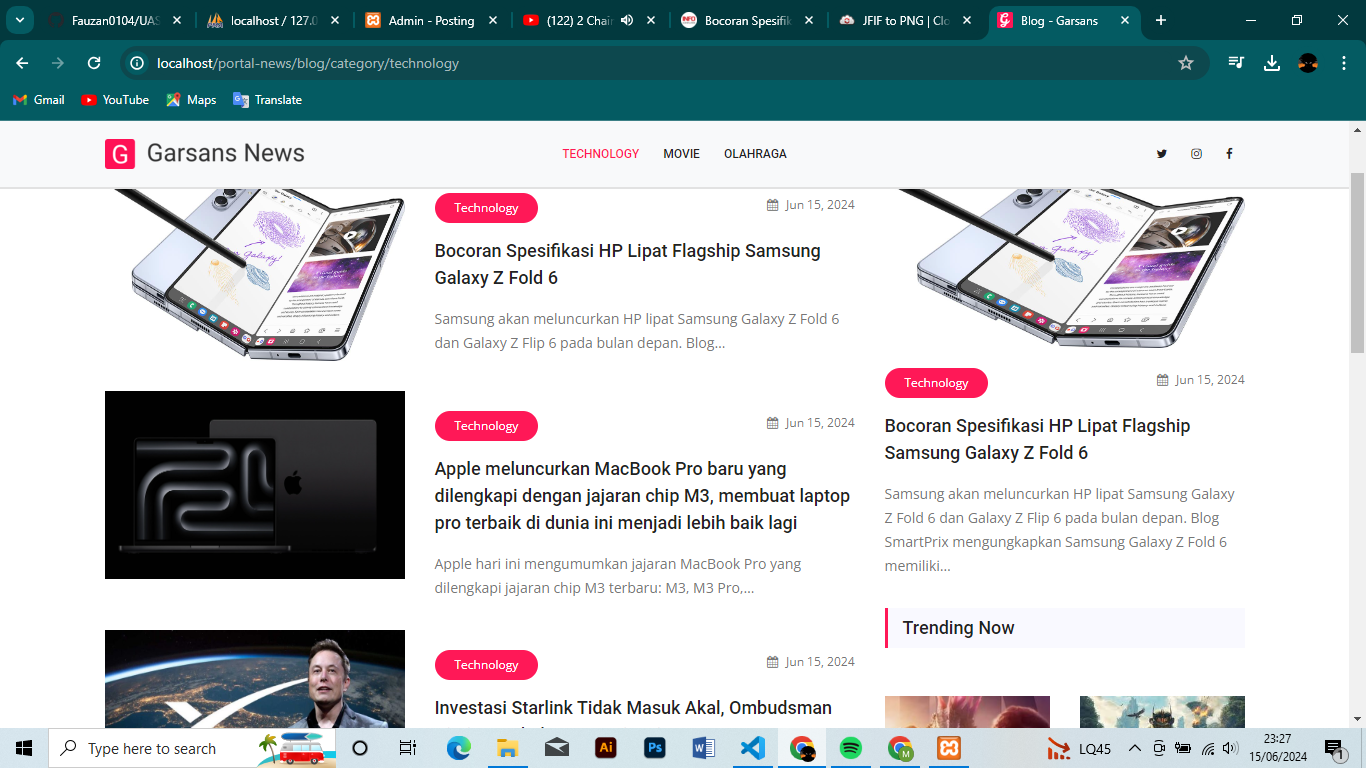 Fauzan0104/UAS
localhost / 127.0
Admin - Posting
(122) 2 Chair
Bocoran Spesifik
JFIF to PNG | Clo
Blog - Garsans
localhost/portal-news/blog/category/technology
Gmail
YouTube
Maps
Translate
G Garsans News
TECHNOLOGY
MOVIE
OLAHRAGA
Technology
Jun 15, 2024
Bocoran Spesifikasi HP Lipat Flagship Samsung
Galaxy Z Fold 6
Samsung akan meluncurkan HP lipat Samsung Galaxy Z Fold 6
dan Galaxy Z Flip 6 pada bulan depan. Blog...
Technology
Jun 15, 2024
Apple meluncurkan MacBook Pro baru yang
dilengkapi dengan jajaran chip M3, membuat laptop
pro terbaik di dunia ini menjadi lebih baik lagi
Apple hari ini mengumumkan jajaran MacBook Pro yang
dilengkapi jajaran chip M3 terbaru: M3, M3 Pro,...
Technology
Jun 15, 2024
Investasi Starlink Tidak Masuk Akal, Ombudsman
Technology
Jun 15, 2024
Bocoran Spesifikasi HP Lipat Flagship
Samsung Galaxy Z Fold 6
Samsung akan meluncurkan HP lipat Samsung Galaxy
Z Fold 6 dan Galaxy Z Flip 6 pada bulan depan. Blog
SmartPrix mengungkapkan Samsung Galaxy Z Fold 6
memiliki...
Trending Now
Type here to search
Ai
Ps
LQ45
23:27
15/06/2024
1